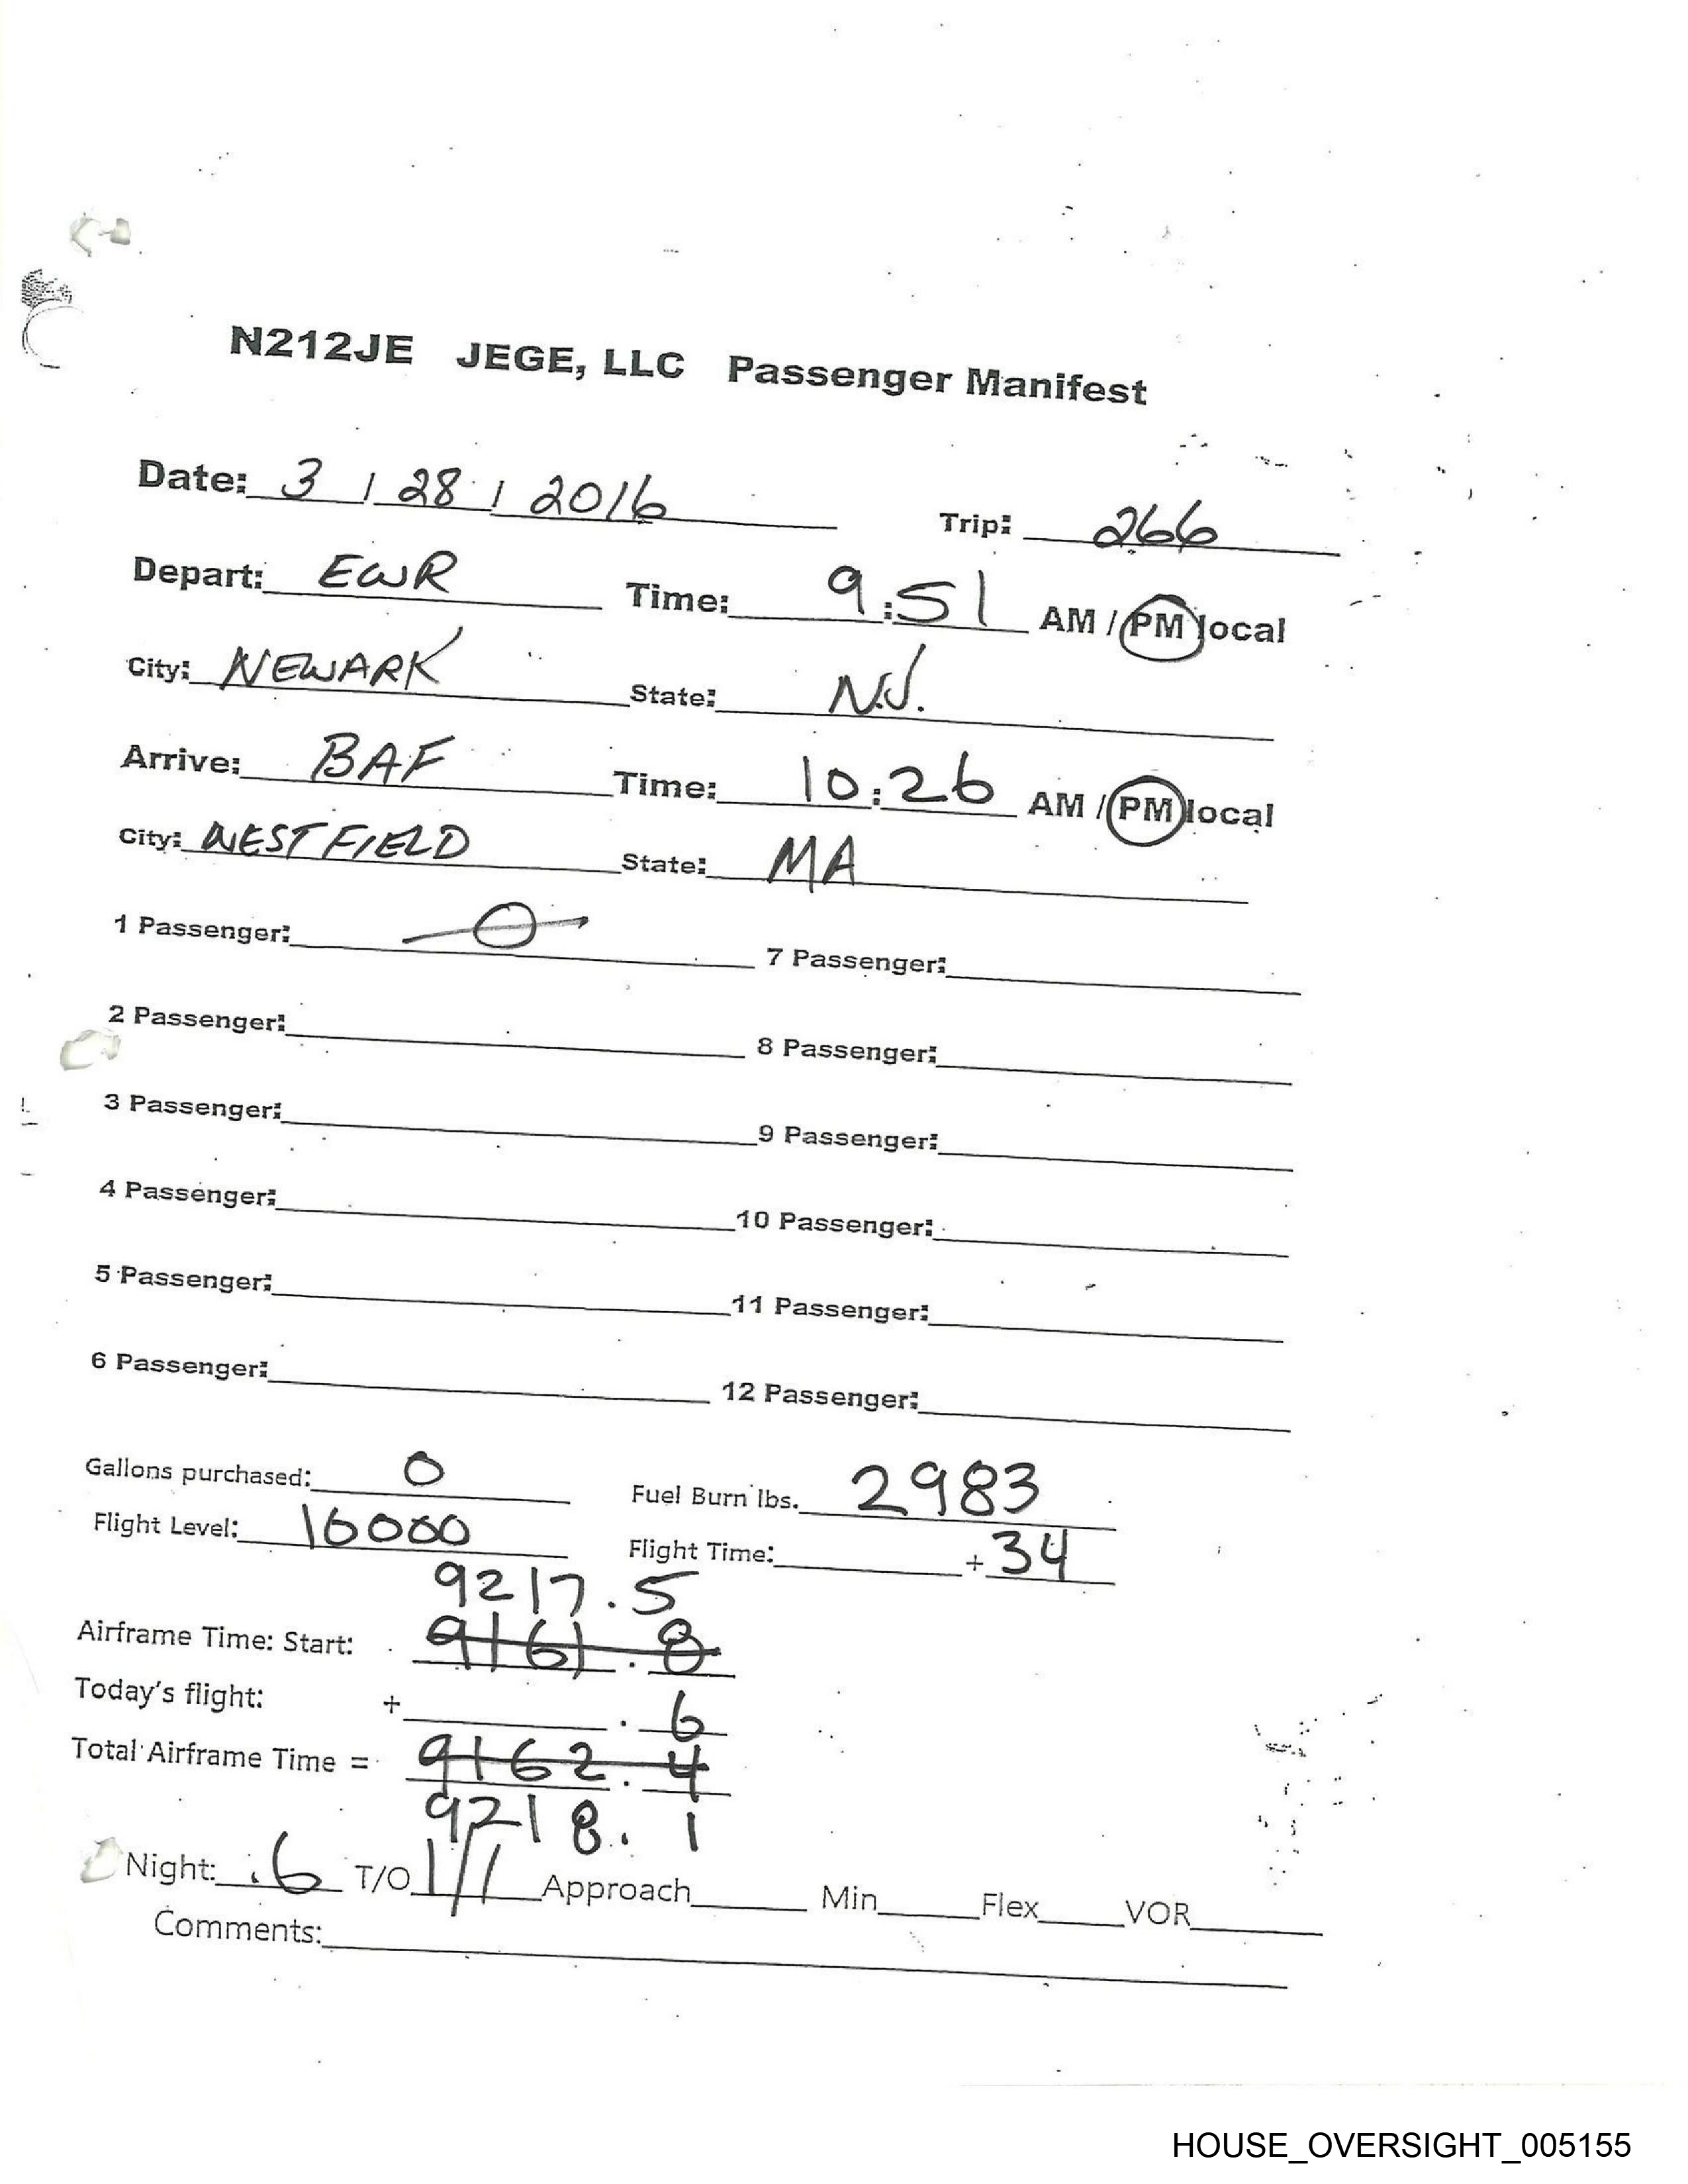 N212JE JEGE, LLC Passenger Manifest
Date: 3 / 28 / 2016 Trip: 266
Depart: EWR Time: 9:51 AM / PM local
City: NEWARK State: N.J.
Arrive: BAF Time: 10:26 AM / PM local
City: WESTFIELD State: MA
1 Passenger: 0 7 Passenger:
2 Passenger: 8 Passenger:
3 Passenger: 9 Passenger:
4 Passenger: 10 Passenger:
5 Passenger: 11 Passenger:
6 Passenger: 12 Passenger:
Gallons purchased: 0 Fuel Burn lbs. 2983
Flight Level: 16000 Flight Time: + 34
9217.5
Airframe Time: Start: 9161.8
Today's flight: + . 6
Total Airframe Time = 9162.4
9218.1
Night: .6 T/O 1/1 Approach Min Flex VOR
Comments:
HOUSE_OVERSIGHT_005155